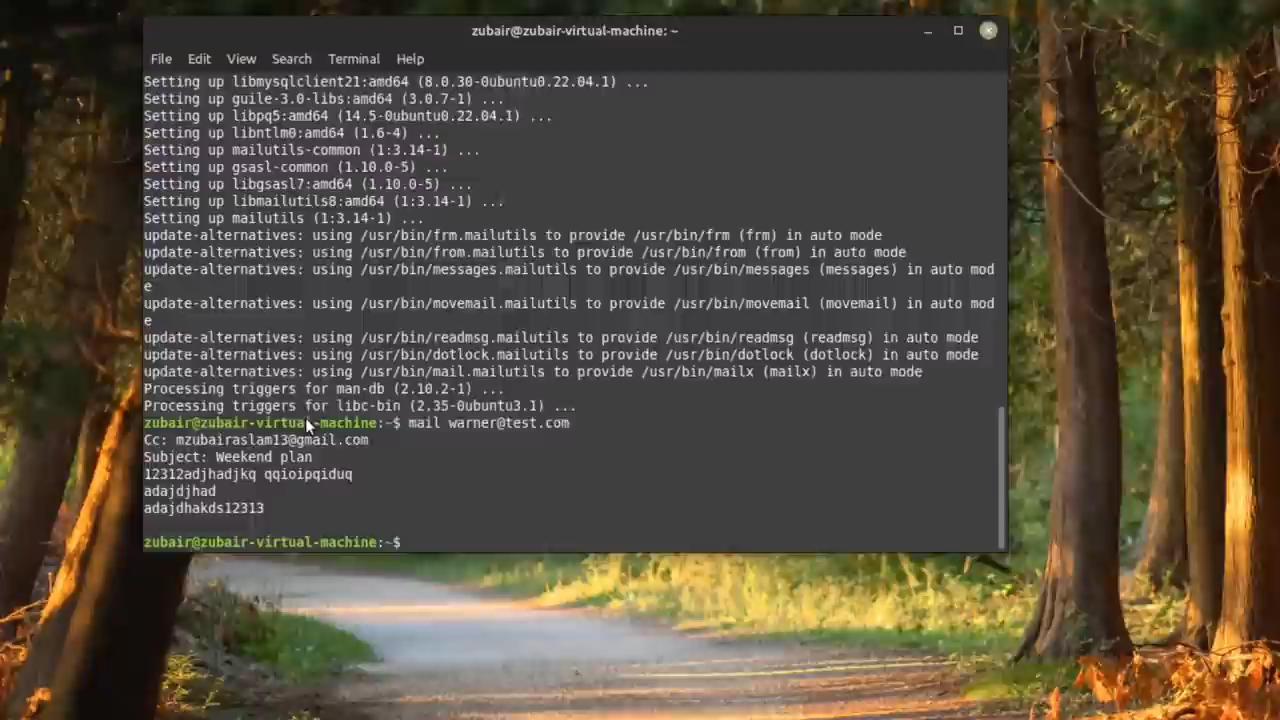 zubair@zubair-virtual-machine: ~
File Edit View Search Terminal Help
Setting up libmysqlclient21:amd64 (8.0.30-0ubuntu0.22.04.1) ...
Setting up guile-3.0-libs:amd64 (3.0.7-1) ...
Setting up libpq5:amd64 (14.5-0ubuntu0.22.04.1) ...
Setting up libntlm0:amd64 (1.6-4) ...
Setting up mailutils-common (1:3.14-1) ...
Setting up gsasl-common (1.10.0-5) ...
Setting up libgsasl7:amd64 (1.10.0-5) ...
Setting up libmailutils8:amd64 (1:3.14-1) ...
Setting up mailutils (1:3.14-1) ...
update-alternatives: using /usr/bin/frm.mailutils to provide /usr/bin/frm (frm) in auto mode
update-alternatives: using /usr/bin/from.mailutils to provide /usr/bin/from (from) in auto mode
update-alternatives: using /usr/bin/messages.mailutils to provide /usr/bin/messages (messages) in auto mod
e
update-alternatives: using /usr/bin/movemail.mailutils to provide /usr/bin/movemail (movemail) in auto mod
e
update-alternatives: using /usr/bin/readmsg.mailutils to provide /usr/bin/readmsg (readmsg) in auto mode
update-alternatives: using /usr/bin/dotlock.mailutils to provide /usr/bin/dotlock (dotlock) in auto mode
update-alternatives: using /usr/bin/mail.mailutils to provide /usr/bin/mailx (mailx) in auto mode
Processing triggers for man-db (2.10.2-1) ...
Processing triggers for libc-bin (2.35-0ubuntu3.1) ...
zubair@zubair-virtual-machine:~$ mail warner@test.com
Cc: mzubairaslam13@gmail.com
Subject: Weekend plan
12312adjhadjkq qqioipqiduq
adajdjhad
adajdhakds12313
zubair@zubair-virtual-machine:~$